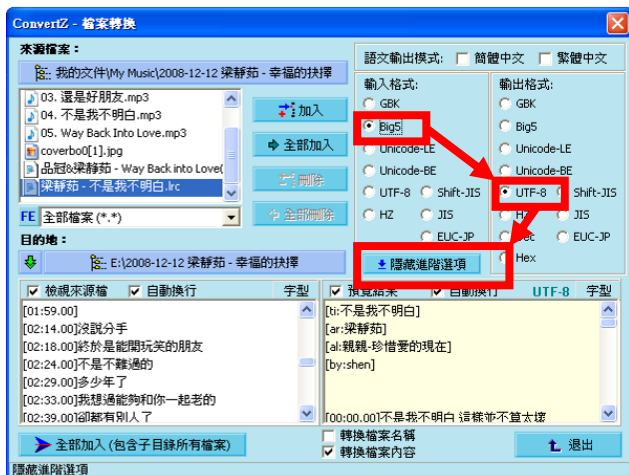 ConvertZ - 檔案轉換
來源檔案：
我的文件\My Music\2008-12-12 梁靜茹 - 幸福的抉擇
03. 還是好朋友.mp3
04. 不是我不明白.mp3
05. Way Back Into Love.mp3
coverbo0[1].jpg
品冠&梁靜茹 - Way Back into Love(
梁靜茹 - 不是我不明白.lrc
FE 全部檔案 (*.*)
加入
全部加入
刪除
全部刪除
目的地：
E:\2008-12-12 梁靜茹 - 幸福的抉擇
語文輸出模式： 簡體中文 繁體中文
輸入格式:
GBK
Big5
Unicode-LE
Unicode-BE
UTF-8 Shift-JIS
HZ JIS
EUC-JP
輸出格式:
GBK
Big5
Unicode-LE
Unicode-BE
UTF-8 Shift-JIS
HZ JIS
EUC-JP
Hex
隱藏進階選項
檢視來源檔 自動換行 字型
[01:59.00]
[02:14.00]沒說分手
[02:18.00]終於是能開玩笑的朋友
[02:24.00]不是不難過的
[02:29.00]多少年了
[02:33.00]我想過能夠和你一起老的
[02:39.00]卻都有別人了
預覽結果 自動換行 UTF-8 字型
[ti:不是我不明白]
[ar:梁靜茹]
[al:親親-珍惜愛的現在]
[by:shen]
[00:00.00]不是我不明白 這樣並不算太壞
全部加入 (包含子目錄所有檔案)
轉換檔案名稱
轉換檔案內容
退出
隱藏進階選項